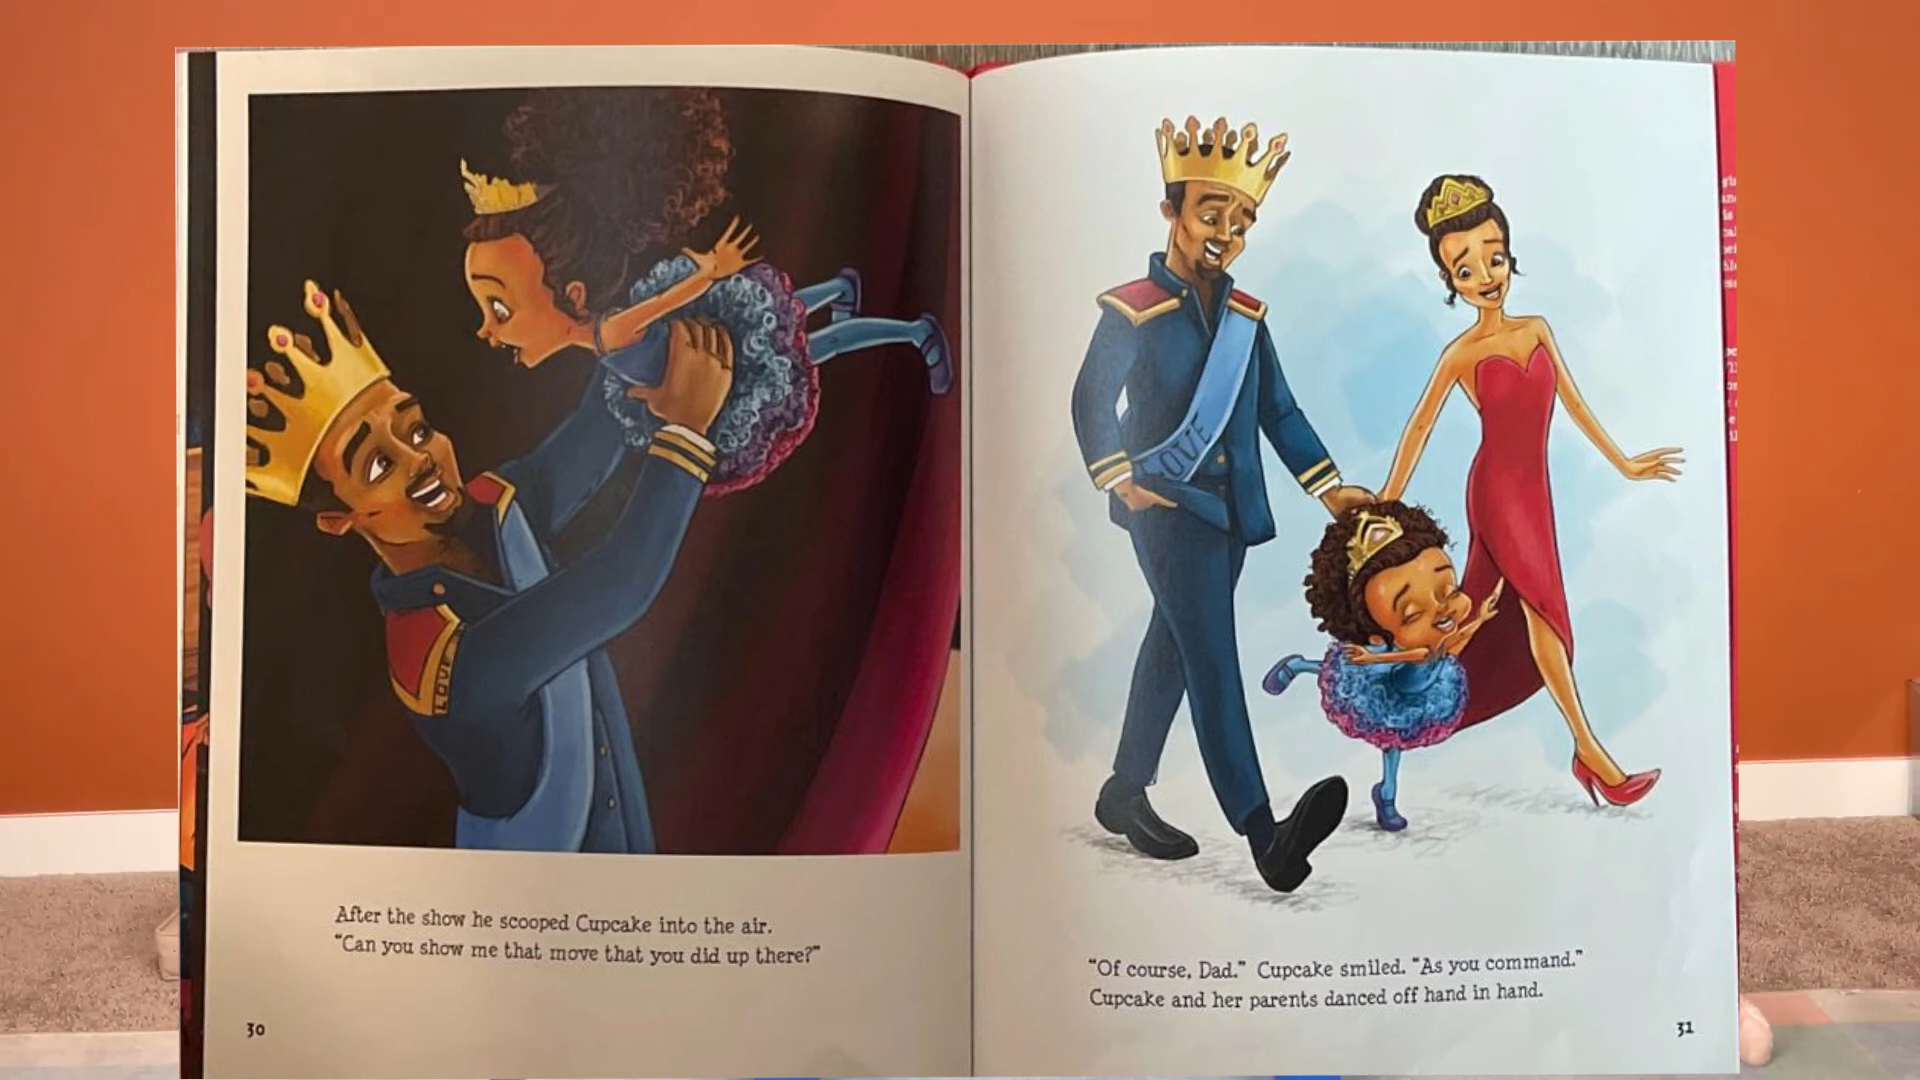 LOVE
After the show he scooped Cupcake into the air.
"Can you show me that move that you did up there?"
30
LOVE
"Of course, Dad." Cupcake smiled. "As you command."
Cupcake and her parents danced off hand in hand.
31